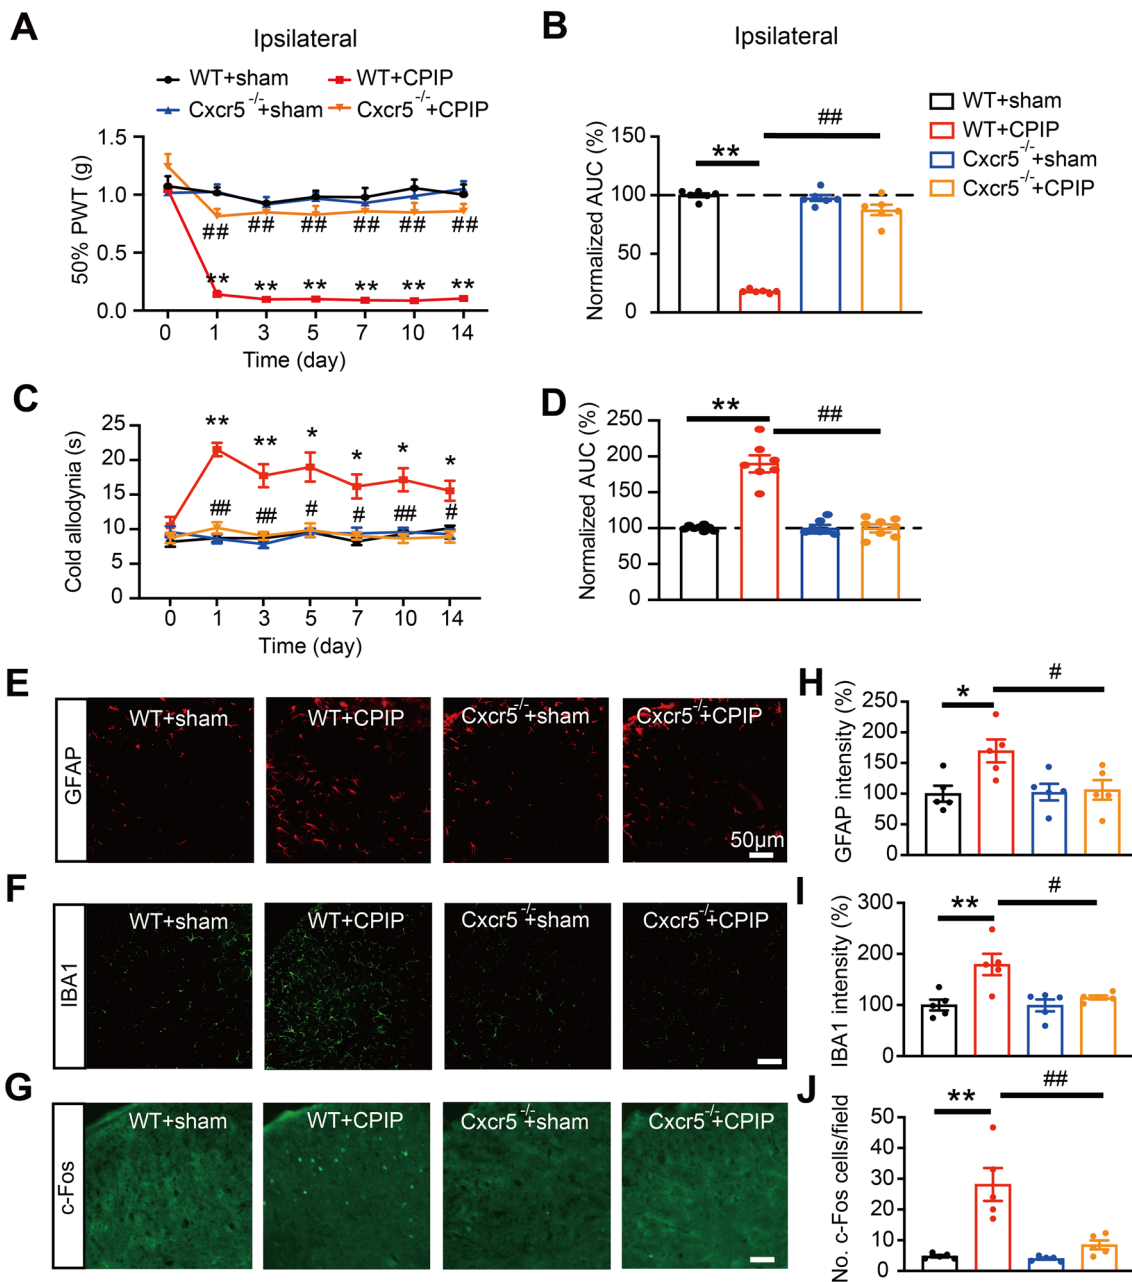 A
Ipsilateral
WT+sham WT+CPIP
Cxcr5-/-+sham Cxcr5-/-+CPIP
50% PWT (g)
1.5
1.0
0.5
0.0
## ## ## ## ## ##
** ** ** ** ** **
0 1 3 5 7 10 14
Time (day)
B
Ipsilateral
WT+sham
WT+CPIP
Cxcr5-/-+sham
Cxcr5-/-+CPIP
Normalized AUC (%)
150
100
50
0
** ##
C
Cold allodynia (s)
25
20
15
10
5
0
** ** * * * *
## ## # # ## #
0 1 3 5 7 10 14
Time (day)
D
Normalized AUC (%)
250
200
150
100
50
0
** ##
E
GFAP
WT+sham WT+CPIP Cxcr5-/-+sham Cxcr5-/-+CPIP
50μm
F
IBA1
WT+sham WT+CPIP Cxcr5-/-+sham Cxcr5-/-+CPIP
G
c-Fos
WT+sham WT+CPIP Cxcr5-/-+sham Cxcr5-/-+CPIP
H
GFAP intensity (%)
250
200
150
100
50
0
* #
I
IBA1 intensity (%)
300
200
100
0
** #
J
No. c-Fos cells/field
50
40
30
20
10
0
** ##